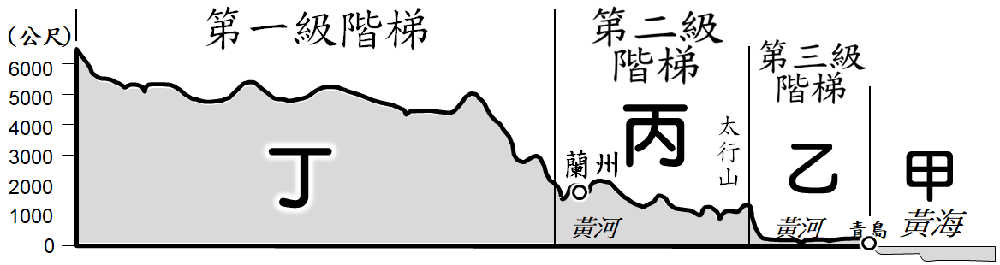 第一級階梯
第二級
階梯
第三級
階梯
(公尺)
6000
5000
4000
3000
2000
1000
0
丁
丙
乙
甲
蘭州
太行山
黃河
黃河
青島
黃海